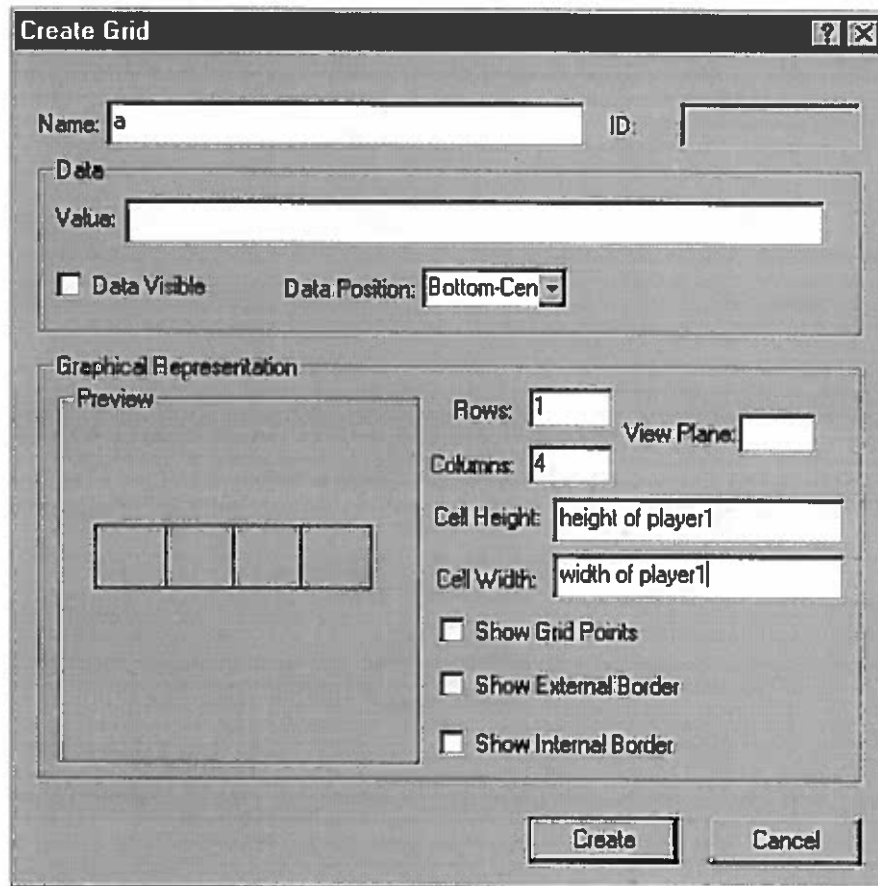 Create Grid
Name: a ID:
Data
Value:
Data Visible Data Position: Bottom-Cen
Graphical Representation
Preview
Rows: 1
View Plane:
Columns: 4
Cell Height: height of player1
Cell Width: width of player1
Show Grid Points
Show External Border
Show Internal Border
Create Cancel